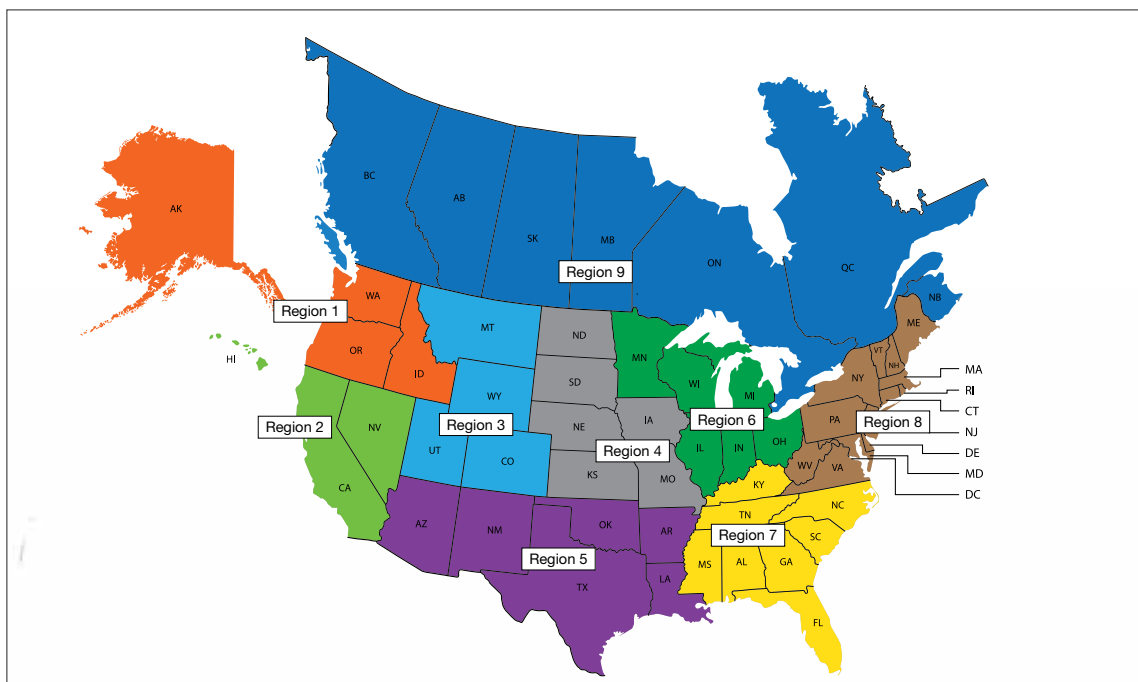 BC
AB
SK
MB
ON
QC
NB
AK
Region 9
Region 1
WA
OR
ID
MT
WY
UT
CO
Region 3
ND
SD
NE
KS
IA
MO
Region 4
MN
WI
MI
IL
IN
OH
Region 6
ME
VT
NH
NY
PA
WV
VA
Region 8
MA
RI
CT
NJ
DE
MD
DC
HI
Region 2
NV
CA
AZ
NM
OK
TX
AR
LA
Region 5
KY
TN
NC
SC
MS
AL
GA
FL
Region 7